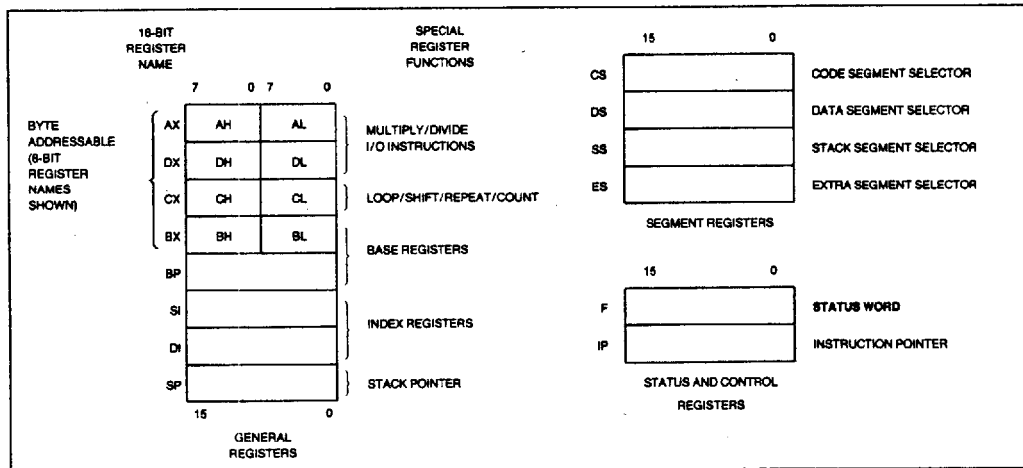 16-BIT
REGISTER
NAME
SPECIAL
REGISTER
FUNCTIONS
7 0 7 0
BYTE
ADDRESSABLE
(8-BIT
REGISTER
NAMES
SHOWN)
AX AH AL
DX DH DL
MULTIPLY/DIVIDE
I/O INSTRUCTIONS
CX CH CL LOOP/SHIFT/REPEAT/COUNT
BX BH BL
BP
BASE REGISTERS
SI
DI
INDEX REGISTERS
SP STACK POINTER
15 0
GENERAL
REGISTERS
15 0
CS CODE SEGMENT SELECTOR
DS DATA SEGMENT SELECTOR
SS STACK SEGMENT SELECTOR
ES EXTRA SEGMENT SELECTOR
SEGMENT REGISTERS
15 0
F STATUS WORD
IP INSTRUCTION POINTER
STATUS AND CONTROL
REGISTERS